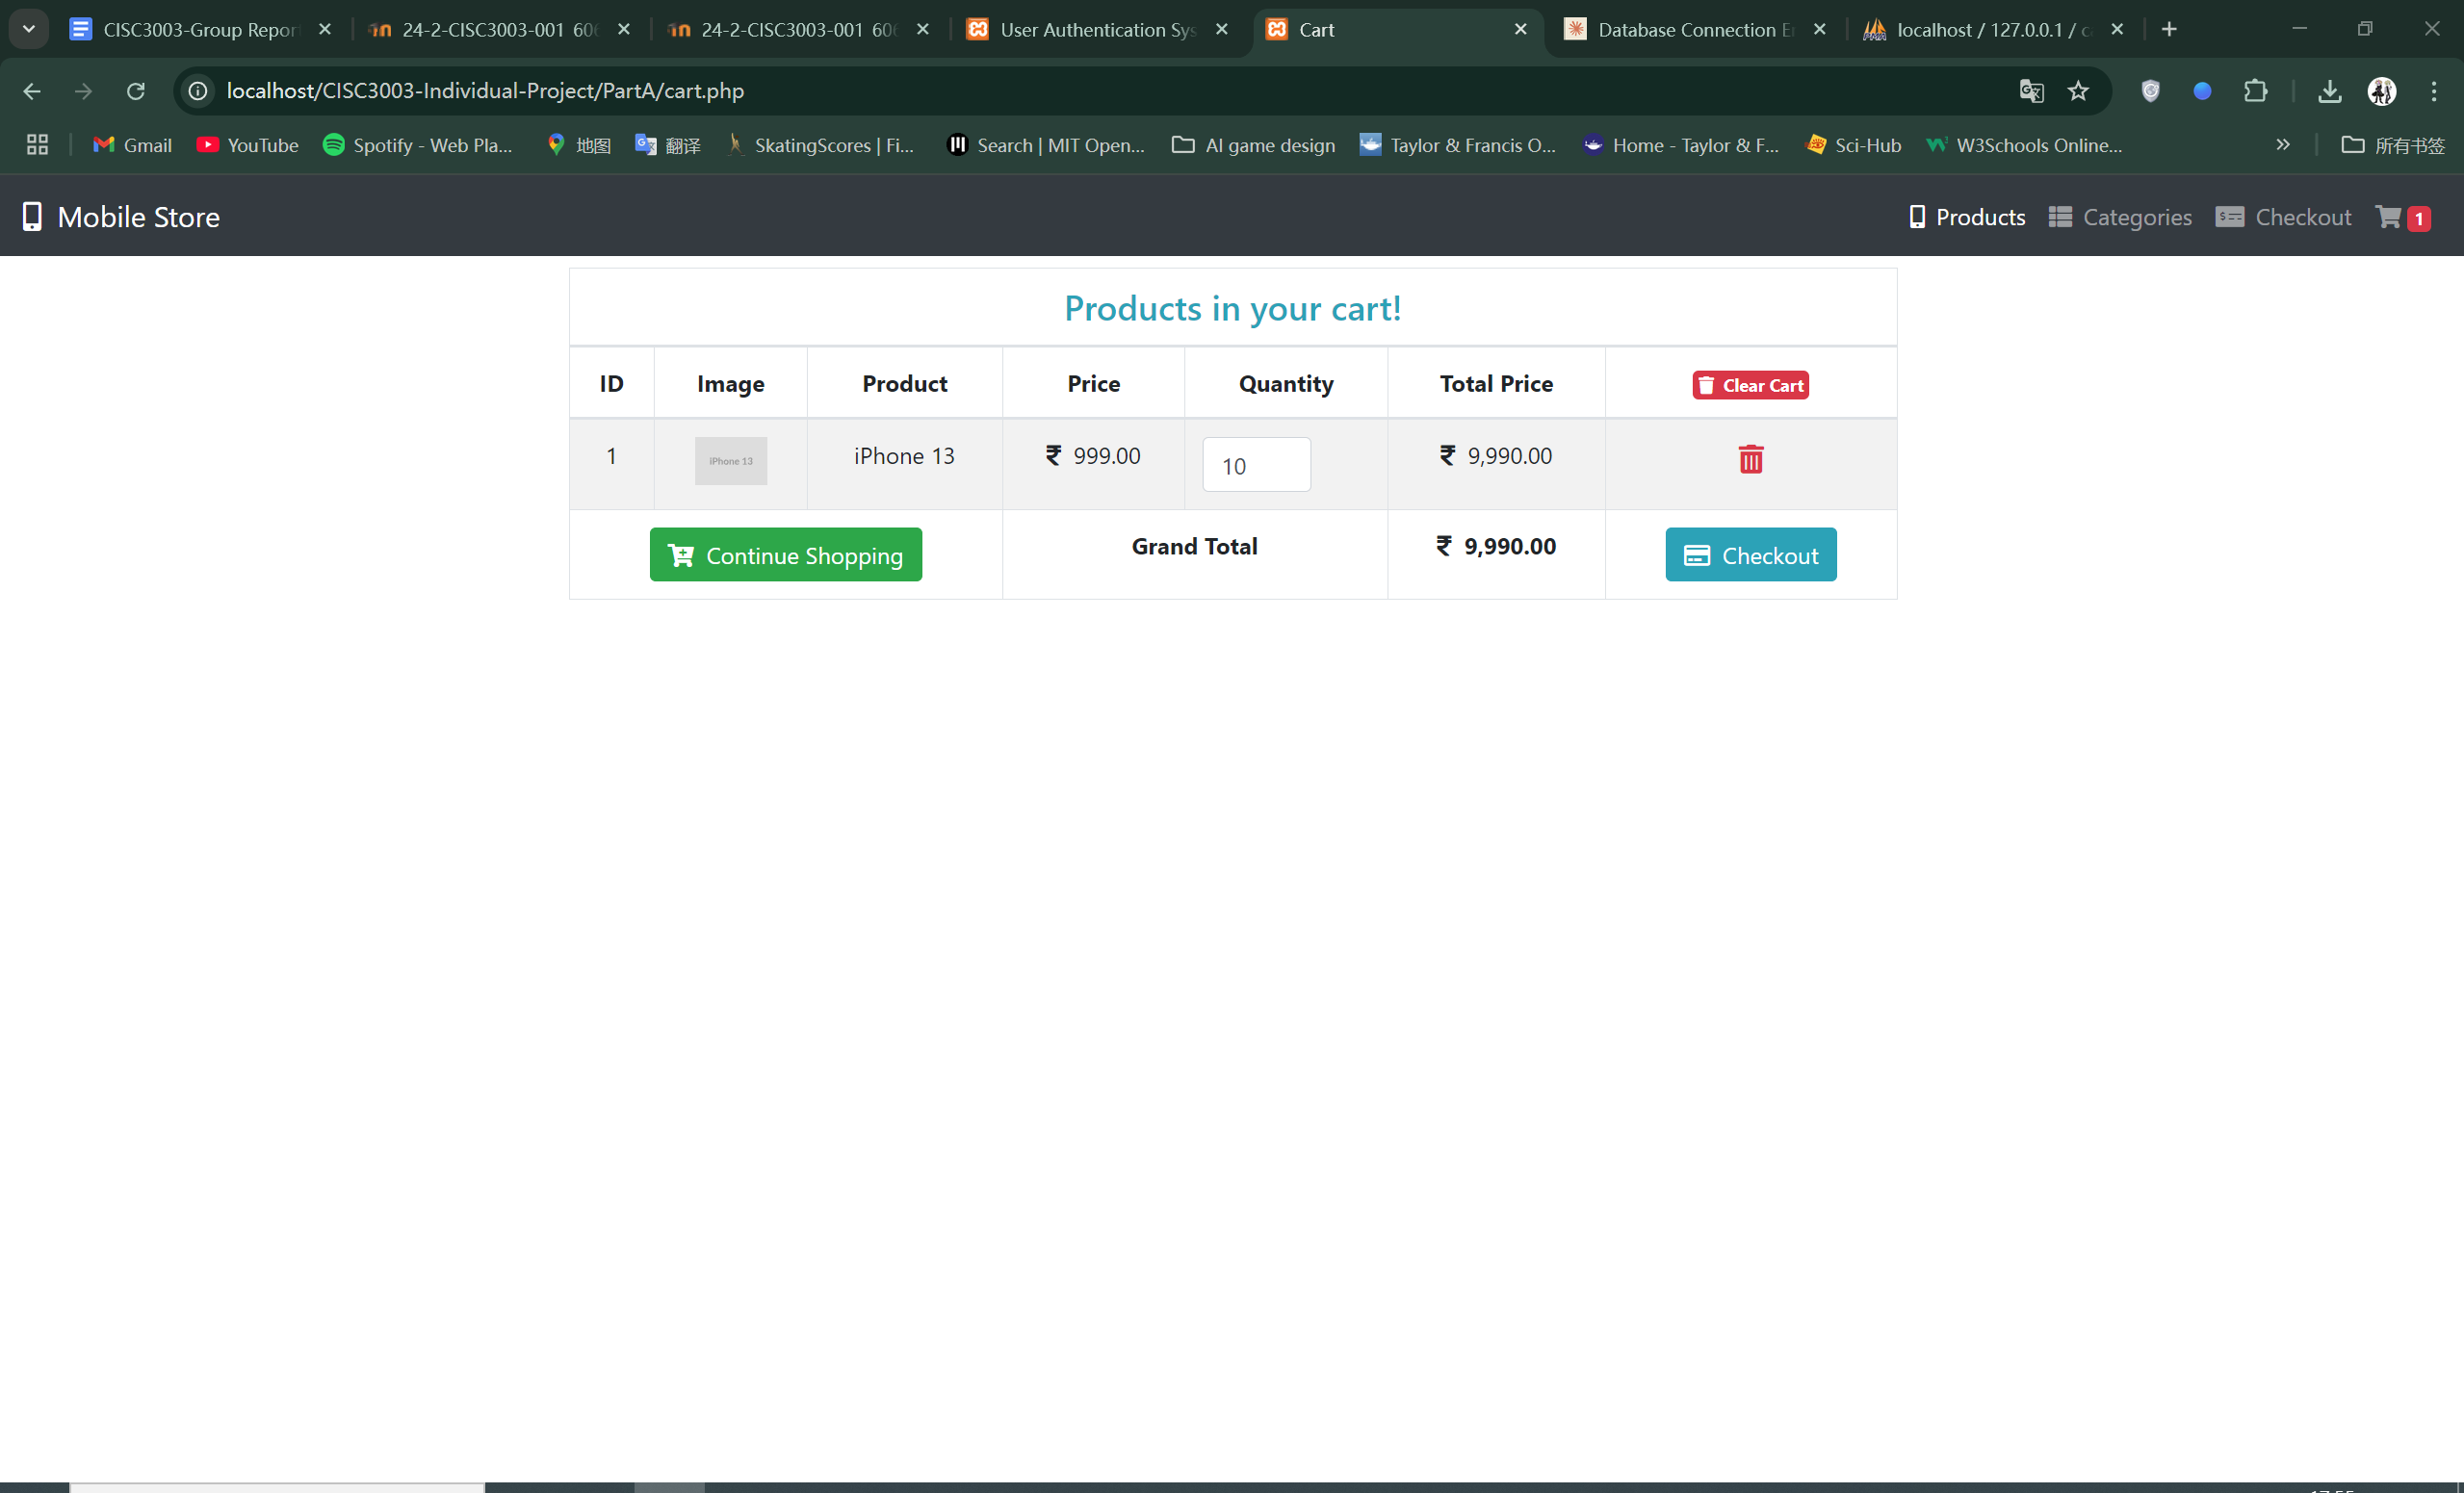 CISC3003-Group Repor
24-2-CISC3003-001 606
24-2-CISC3003-001 606
User Authentication Sys
Cart
Database Connection Er
localhost / 127.0.0.1 / ca
localhost/CISC3003-Individual-Project/PartA/cart.php
Gmail
YouTube
Spotify - Web Pla...
地图
翻译
SkatingScores | Fi...
Search | MIT Open...
AI game design
Taylor & Francis O...
Home - Taylor & F...
Sci-Hub
W3Schools Online...
所有书签
Mobile Store
Products
Categories
Checkout
1
Products in your cart!
ID Image Product Price Quantity Total Price Clear Cart
1 iPhone 13 iPhone 13 ₹ 999.00 10 ₹ 9,990.00
Continue Shopping Grand Total ₹ 9,990.00 Checkout